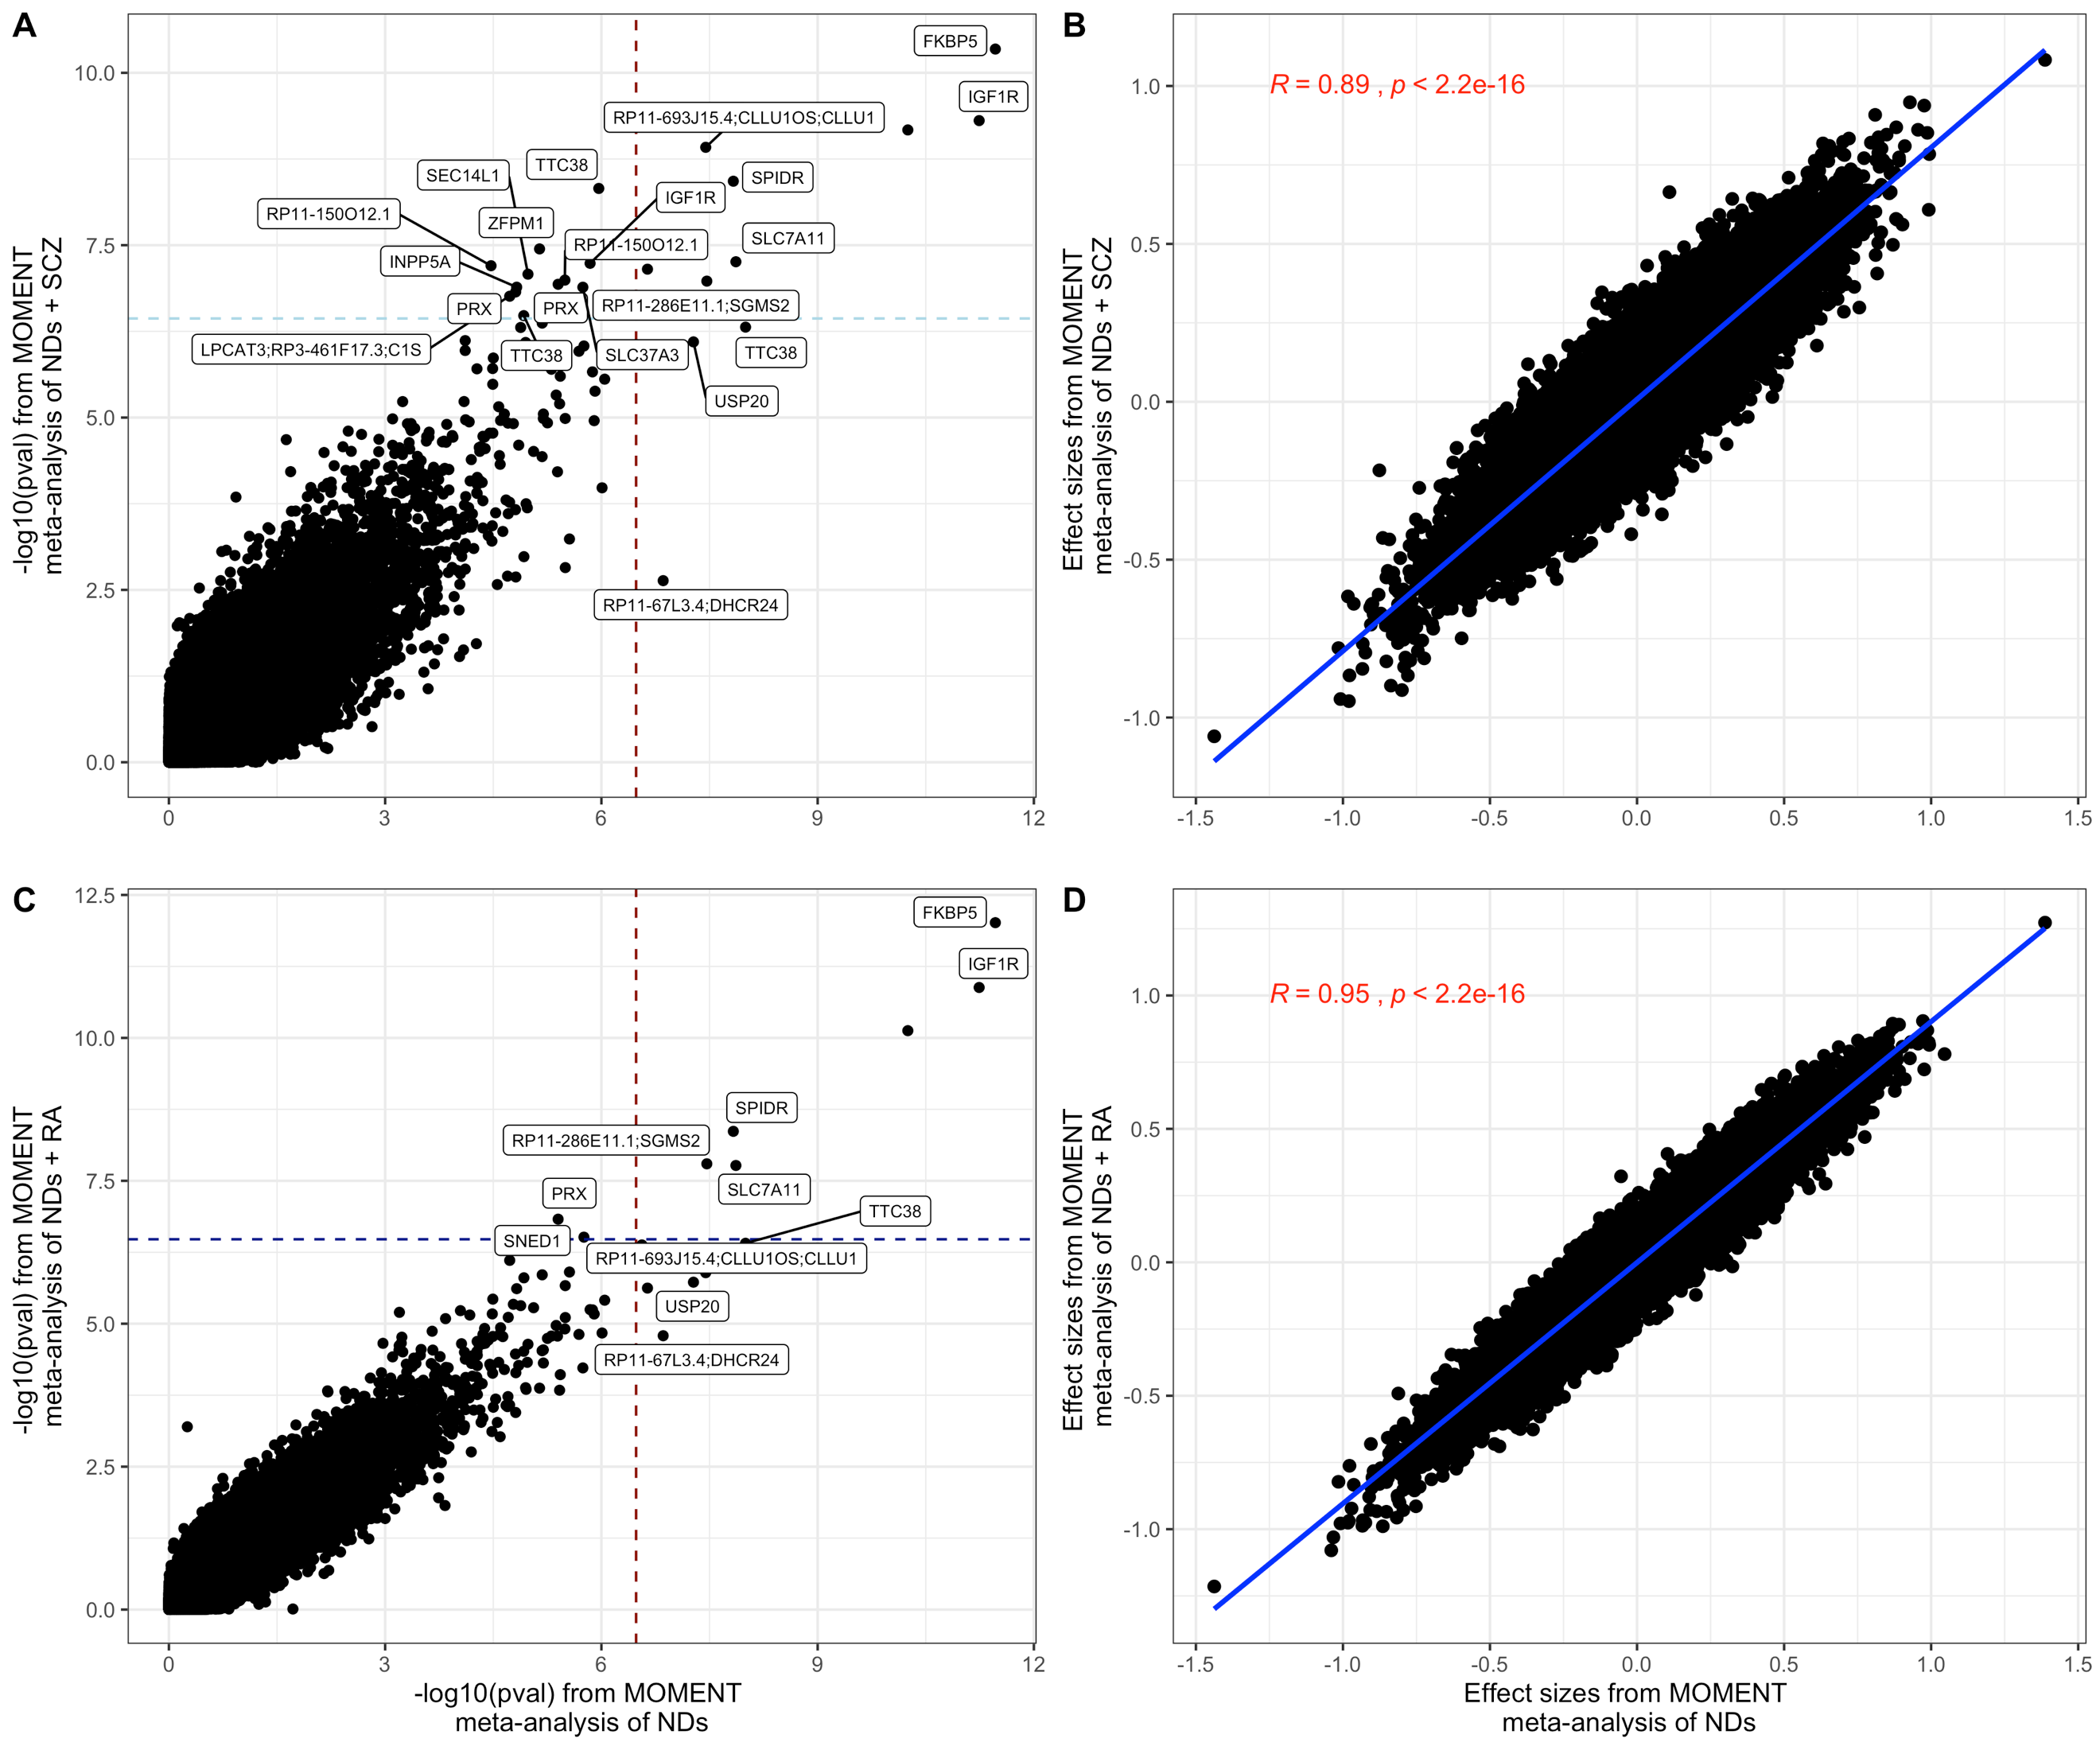 A
-log10(pval) from MOMENT
meta-analysis of NDs + SCZ
10.0
7.5
5.0
2.5
0.0
0
3
6
9
12
FKBP5
IGF1R
RP11-693J15.4;CLLU1OS;CLLU1
TTC38
SEC14L1
SPIDR
IGF1R
RP11-150O12.1
ZFPM1
RP11-150O12.1
SLC7A11
INPP5A
PRX
PRX
RP11-286E11.1;SGMS2
LPCAT3;RP3-461F17.3;C1S
TTC38
SLC37A3
TTC38
USP20
RP11-67L3.4;DHCR24
B
Effect sizes from MOMENT
meta-analysis of NDs + SCZ
R = 0.89 , p < 2.2e-16
1.0
0.5
0.0
-0.5
-1.0
-1.5
-1.0
-0.5
0.0
0.5
1.0
1.5
C
-log10(pval) from MOMENT
meta-analysis of NDs + RA
12.5
10.0
7.5
5.0
2.5
0.0
0
3
6
9
12
FKBP5
IGF1R
SPIDR
RP11-286E11.1;SGMS2
SLC7A11
PRX
TTC38
SNED1
RP11-693J15.4;CLLU1OS;CLLU1
USP20
RP11-67L3.4;DHCR24
-log10(pval) from MOMENT
meta-analysis of NDs
D
Effect sizes from MOMENT
meta-analysis of NDs + RA
R = 0.95 , p < 2.2e-16
1.0
0.5
0.0
-0.5
-1.0
-1.5
-1.0
-0.5
0.0
0.5
1.0
1.5
Effect sizes from MOMENT
meta-analysis of NDs